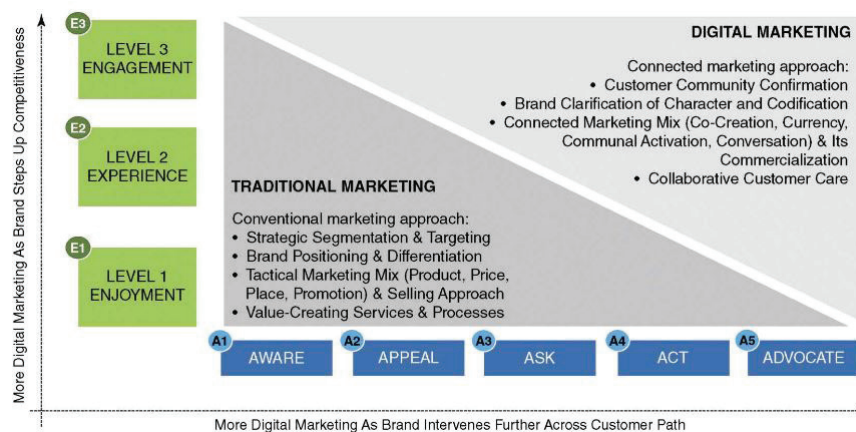 More Digital Marketing As Brand Steps Up Competitiveness
E3
LEVEL 3
ENGAGEMENT
E2
LEVEL 2
EXPERIENCE
E1
LEVEL 1
ENJOYMENT
DIGITAL MARKETING
Connected marketing approach:
• Customer Community Confirmation
• Brand Clarification of Character and Codification
• Connected Marketing Mix (Co-Creation, Currency,
Communal Activation, Conversation) & Its
Commercialization
• Collaborative Customer Care
TRADITIONAL MARKETING
Conventional marketing approach:
• Strategic Segmentation & Targeting
• Brand Positioning & Differentiation
• Tactical Marketing Mix (Product, Price,
Place, Promotion) & Selling Approach
• Value-Creating Services & Processes
A1 AWARE
A2 APPEAL
A3 ASK
A4 ACT
A5 ADVOCATE
More Digital Marketing As Brand Intervenes Further Across Customer Path